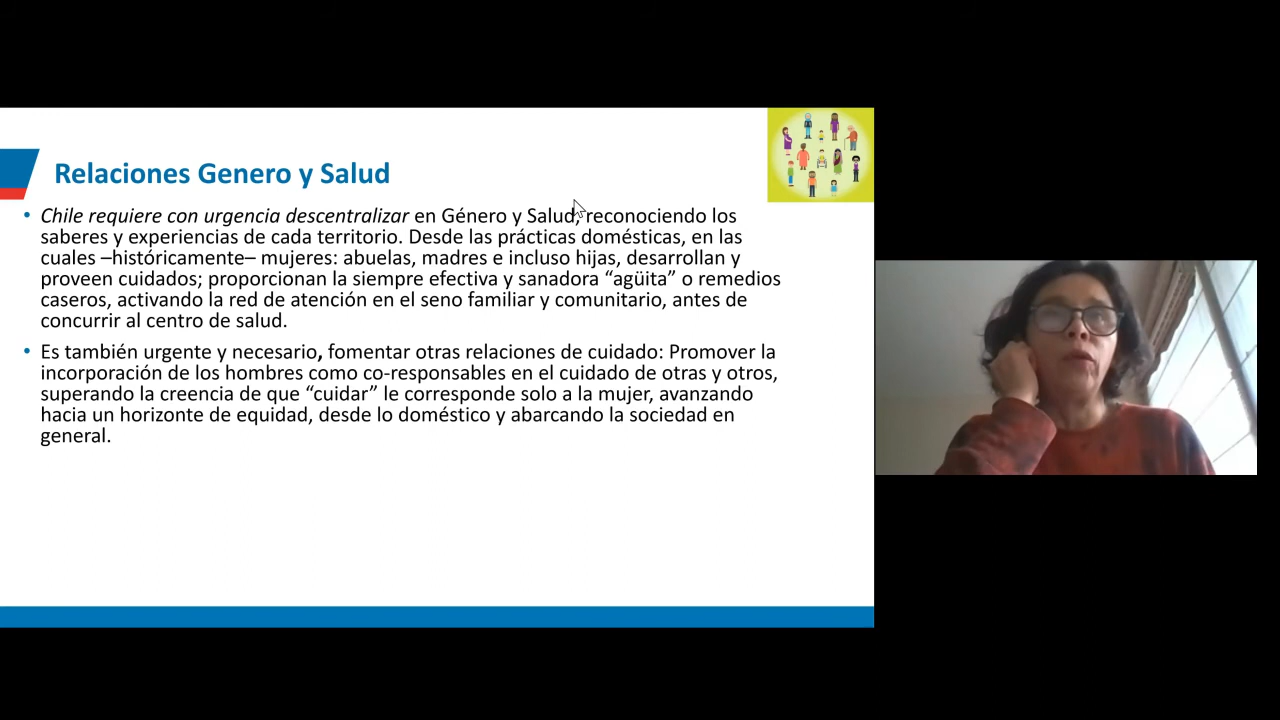 Relaciones Genero y Salud
• Chile requiere con urgencia descentralizar en Género y Salud, reconociendo los
saberes y experiencias de cada territorio. Desde las prácticas domésticas, en las
cuales –históricamente– mujeres: abuelas, madres e incluso hijas, desarrollan y
proveen cuidados; proporcionan la siempre efectiva y sanadora “agüita” o remedios
caseros, activando la red de atención en el seno familiar y comunitario, antes de
concurrir al centro de salud.
• Es también urgente y necesario, fomentar otras relaciones de cuidado: Promover la
incorporación de los hombres como co-responsables en el cuidado de otras y otros,
superando la creencia de que “cuidar” le corresponde solo a la mujer, avanzando
hacia un horizonte de equidad, desde lo doméstico y abarcando la sociedad en
general.